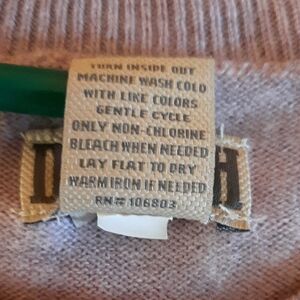 TURN INSIDE OUT
MACHINE WASH COLD
WITH LIKE COLORS
GENTLE CYCLE
ONLY NON-CHLORINE
BLEACH WHEN NEEDED
LAY FLAT TO DRY
WARM IRON IF NEEDED
RN# 106803